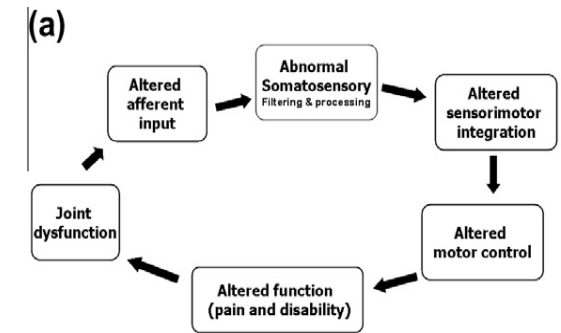 (a)
Altered
afferent
input
Abnormal
Somatosensory
Filtering & processing
Altered
sensorimotor
integration
Altered
motor control
Altered function
(pain and disability)
Joint
dysfunction